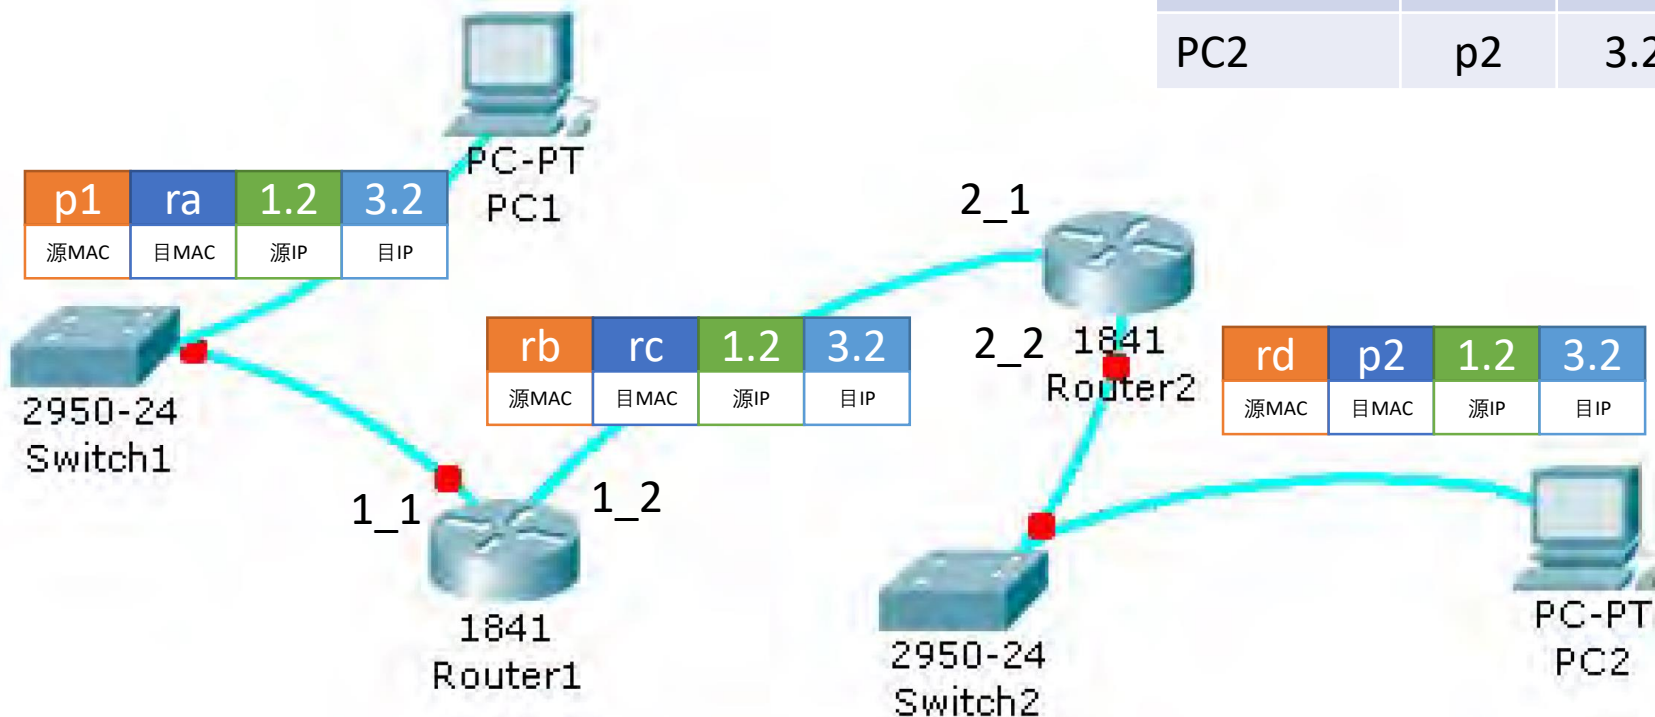 PC2 p2 3.2
PC-PT
PC1
p1 ra 1.2 3.2
源MAC 目MAC 源IP 目IP
2_1
rb rc 1.2 3.2
源MAC 目MAC 源IP 目IP
2_2
1841
Router2
rd p2 1.2 3.2
源MAC 目MAC 源IP 目IP
2950-24
Switch1
1_1
1_2
1841
Router1
2950-24
Switch2
PC-PT
PC2